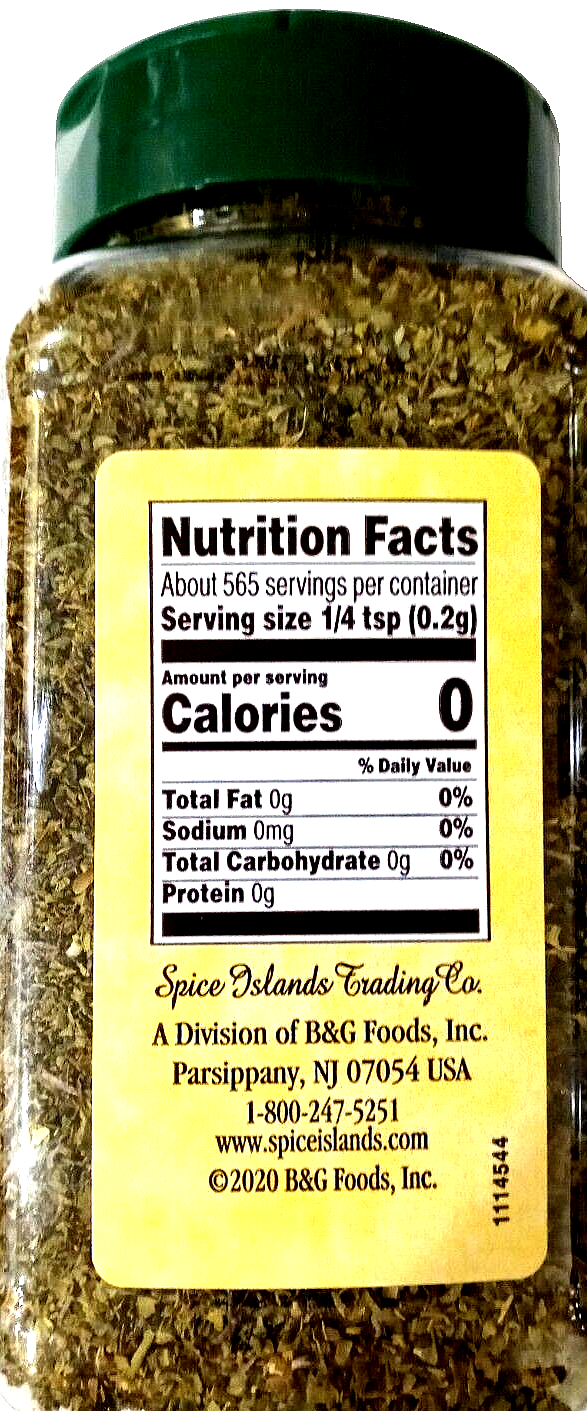 Nutrition Facts
About 565 servings per container
Serving size 1/4 tsp (0.2g)
Amount per serving
Calories 0
% Daily Value
Total Fat 0g 0%
Sodium 0mg 0%
Total Carbohydrate 0g 0%
Protein 0g
Spice Islands Trading Co.
A Division of B&G Foods, Inc.
Parsippany, NJ 07054 USA
1-800-247-5251
www.spiceislands.com
©2020 B&G Foods, Inc.
1114544